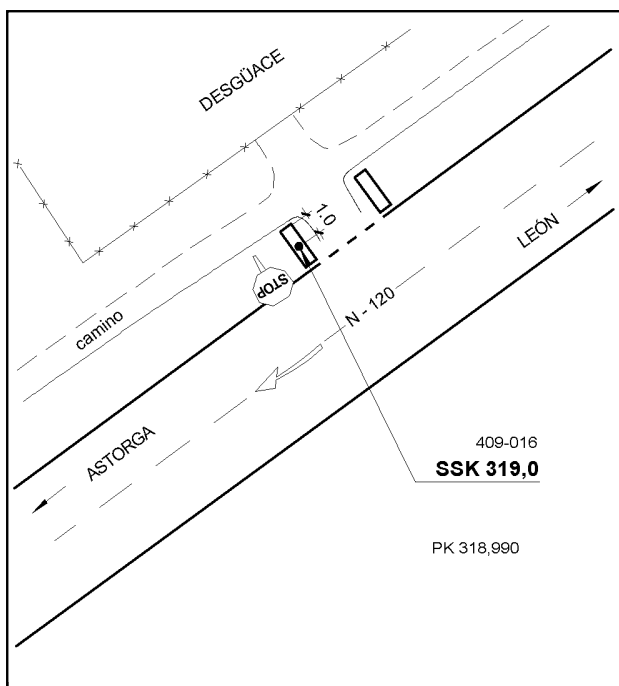 DESGÜACE
1.0
LEÓN
STOP
camino
N - 120
ASTORGA
409-016
SSK 319,0
PK 318,990